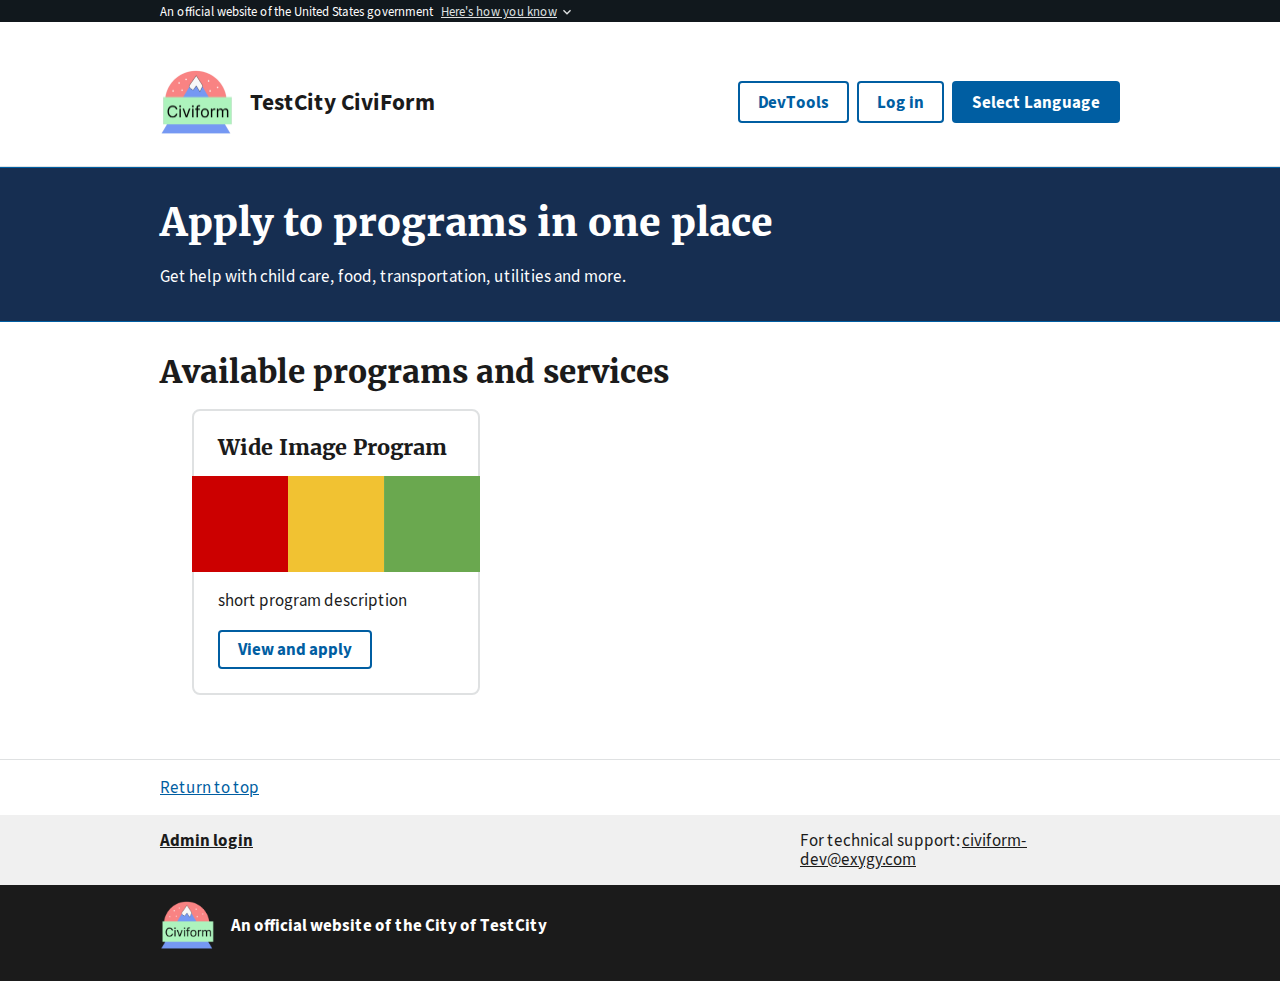 An official website of the United States government Here's how you know
Civiform
TestCity CiviForm
DevTools
Log in
Select Language
Apply to programs in one place
Get help with child care, food, transportation, utilities and more.
Available programs and services
Wide Image Program
short program description
View and apply
Return to top
Admin login
For technical support: civiform-
dev@exygy.com
Civiform
An official website of the City of TestCity